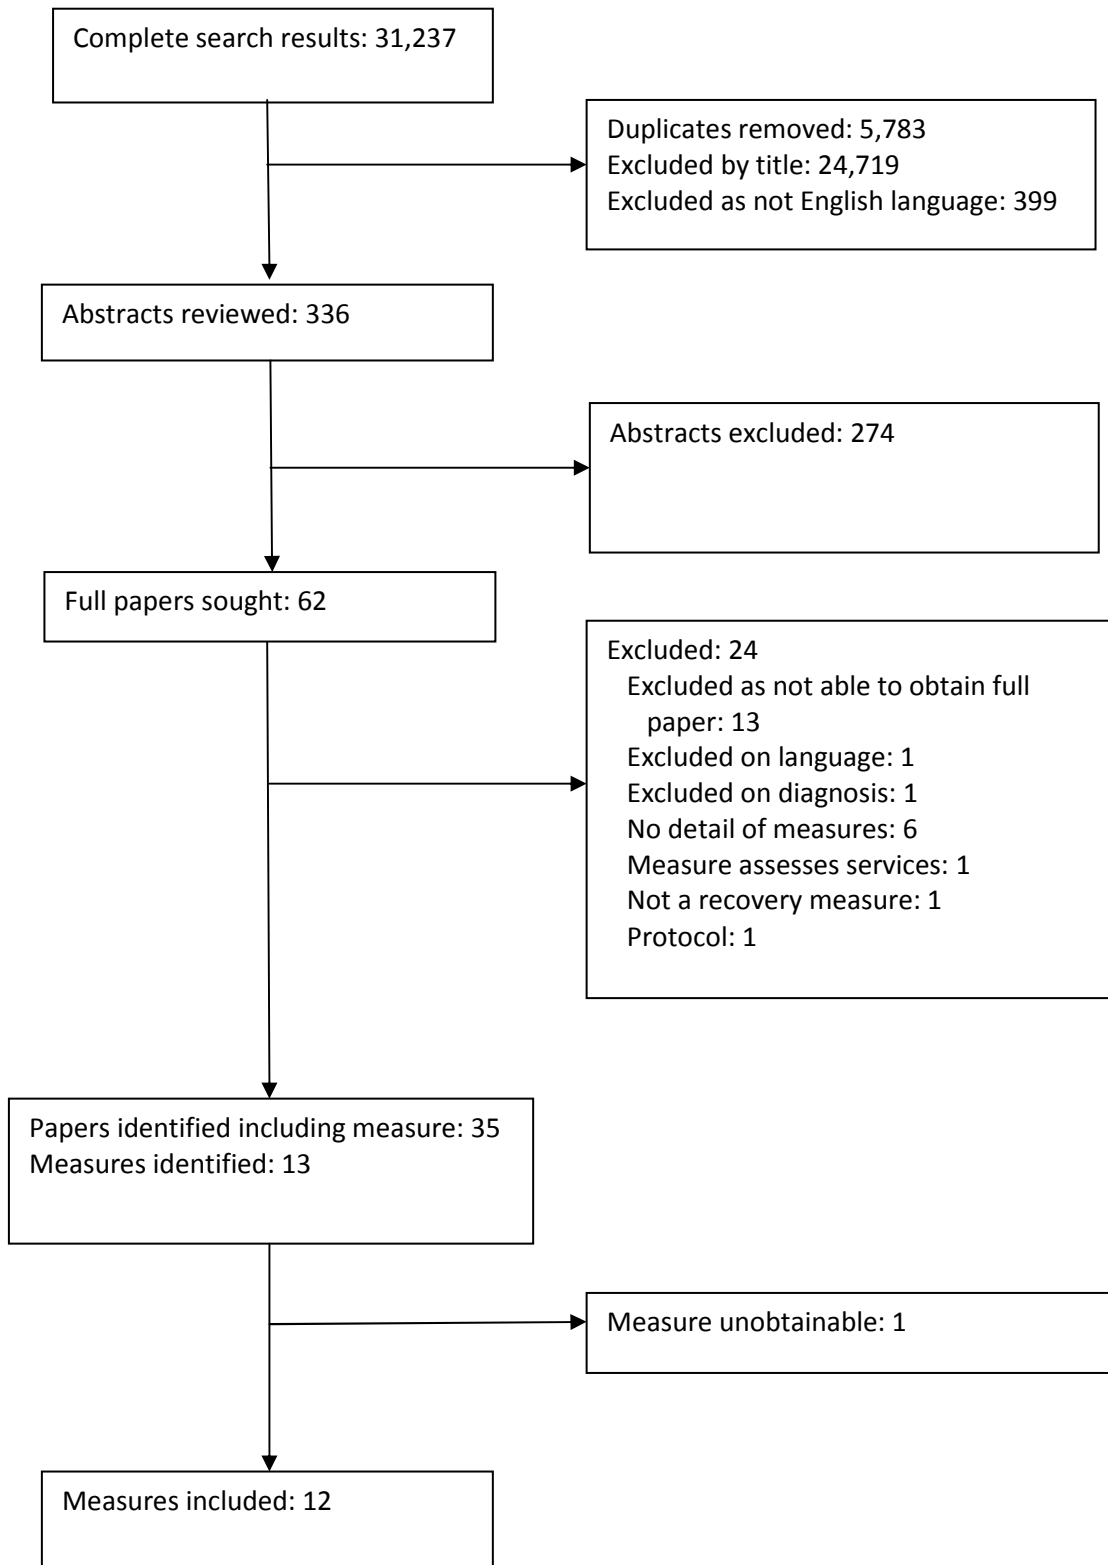 Complete search results: 31,237
Duplicates removed: 5,783
Excluded by title: 24,719
Excluded as not English language: 399
Abstracts reviewed: 336
Abstracts excluded: 274
Full papers sought: 62
Excluded: 24
Excluded as not able to obtain full
paper: 13
Excluded on language: 1
Excluded on diagnosis: 1
No detail of measures: 6
Measure assesses services: 1
Not a recovery measure: 1
Protocol: 1
Papers identified including measure: 35
Measures identified: 13
Measure unobtainable: 1
Measures included: 12